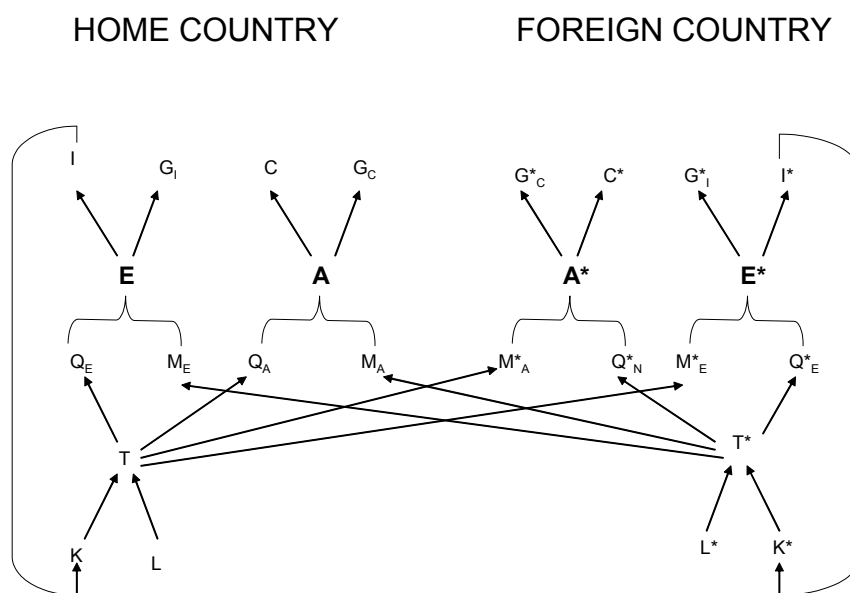 HOME COUNTRY FOREIGN COUNTRY
I G_I C G_C G*_C C* G*_I I*
E A A* E*
Q_E M_E Q_A M_A M*_A Q*_N M*_E Q*_E
T T*
K L L* K*